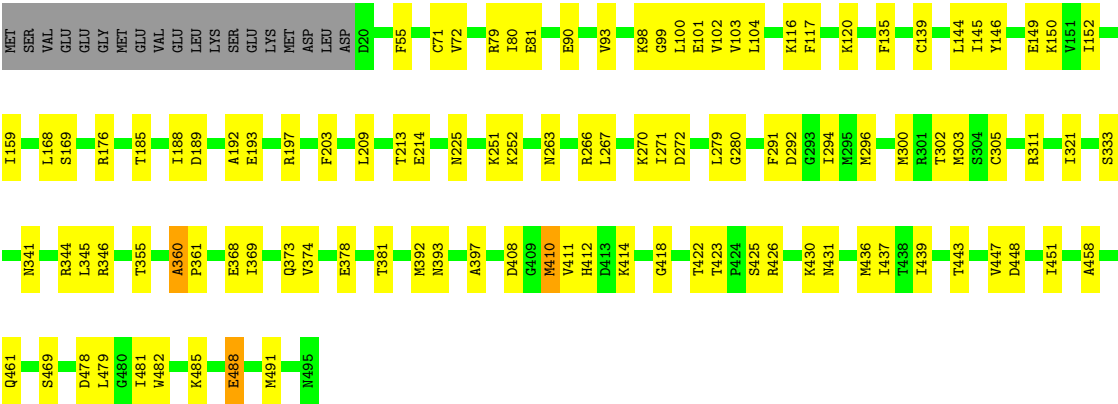 MET SER VAL GLU GLU GLY MET GLU VAL GLU LEU LYS SER GLU LYS MET ASP LEU ASP D20 F55 C71 V72 R79 I80 E81 E90 V93 K98 G99 L100 E101 V102 V103 L104 K116 F117 K120 F135 C139 L144 I145 Y146 E149 K150 V151 I152
I159 L168 S169 R176 T185 I188 D189 A192 E193 R197 F203 L209 T213 E214 N225 K251 K252 N263 R266 L267 K270 I271 D272 L279 G280 F291 D292 G293 I294 M295 M296 M300 R301 T302 M303 S304 C305 R311 I321 S333
N341 R344 L345 R346 T355 A360 P361 E368 I369 Q373 V374 E378 T381 M392 N393 A397 D408 G409 M410 V411 H412 D413 K414 G418 T422 T423 P424 S425 R426 K430 N431 M436 I437 T438 I439 T443 V447 D448 I451 A458
Q461 S469 D478 L479 G480 I481 W482 K485 E488 M491 N495